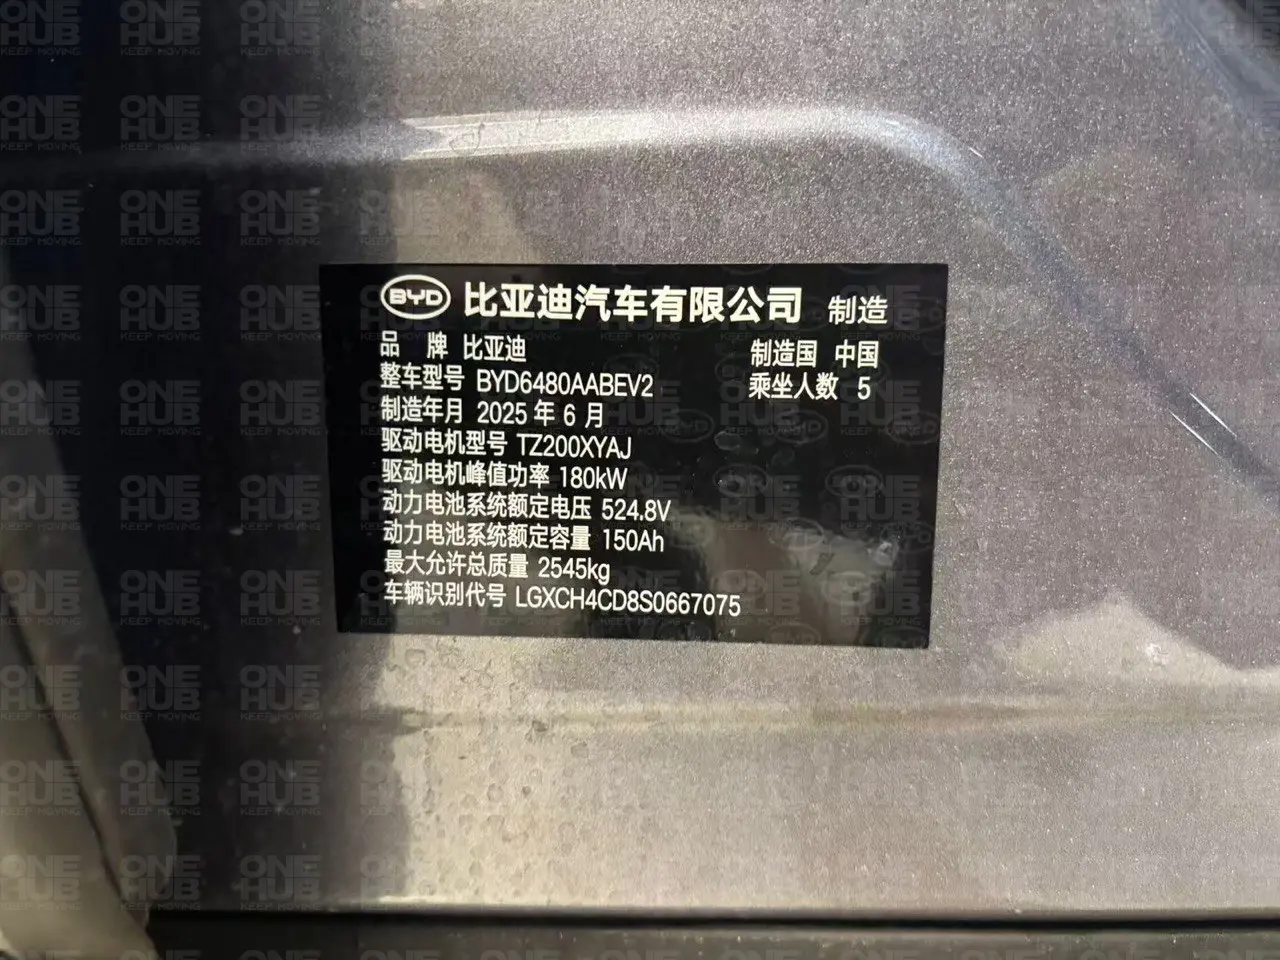 BYD 比亚迪汽车有限公司 制造
品 牌 比亚迪 制造国 中国
整车型号 BYD6480AABEV2 乘坐人数 5
制造年月 2025 年 6 月
驱动电机型号 TZ200XYAJ
驱动电机峰值功率 180kW
动力电池系统额定电压 524.8V
动力电池系统额定容量 150Ah
最大允许总质量 2545kg
车辆识别代号 LGXCH4CD8S0667075
ONE HUB
KEEP MOVING